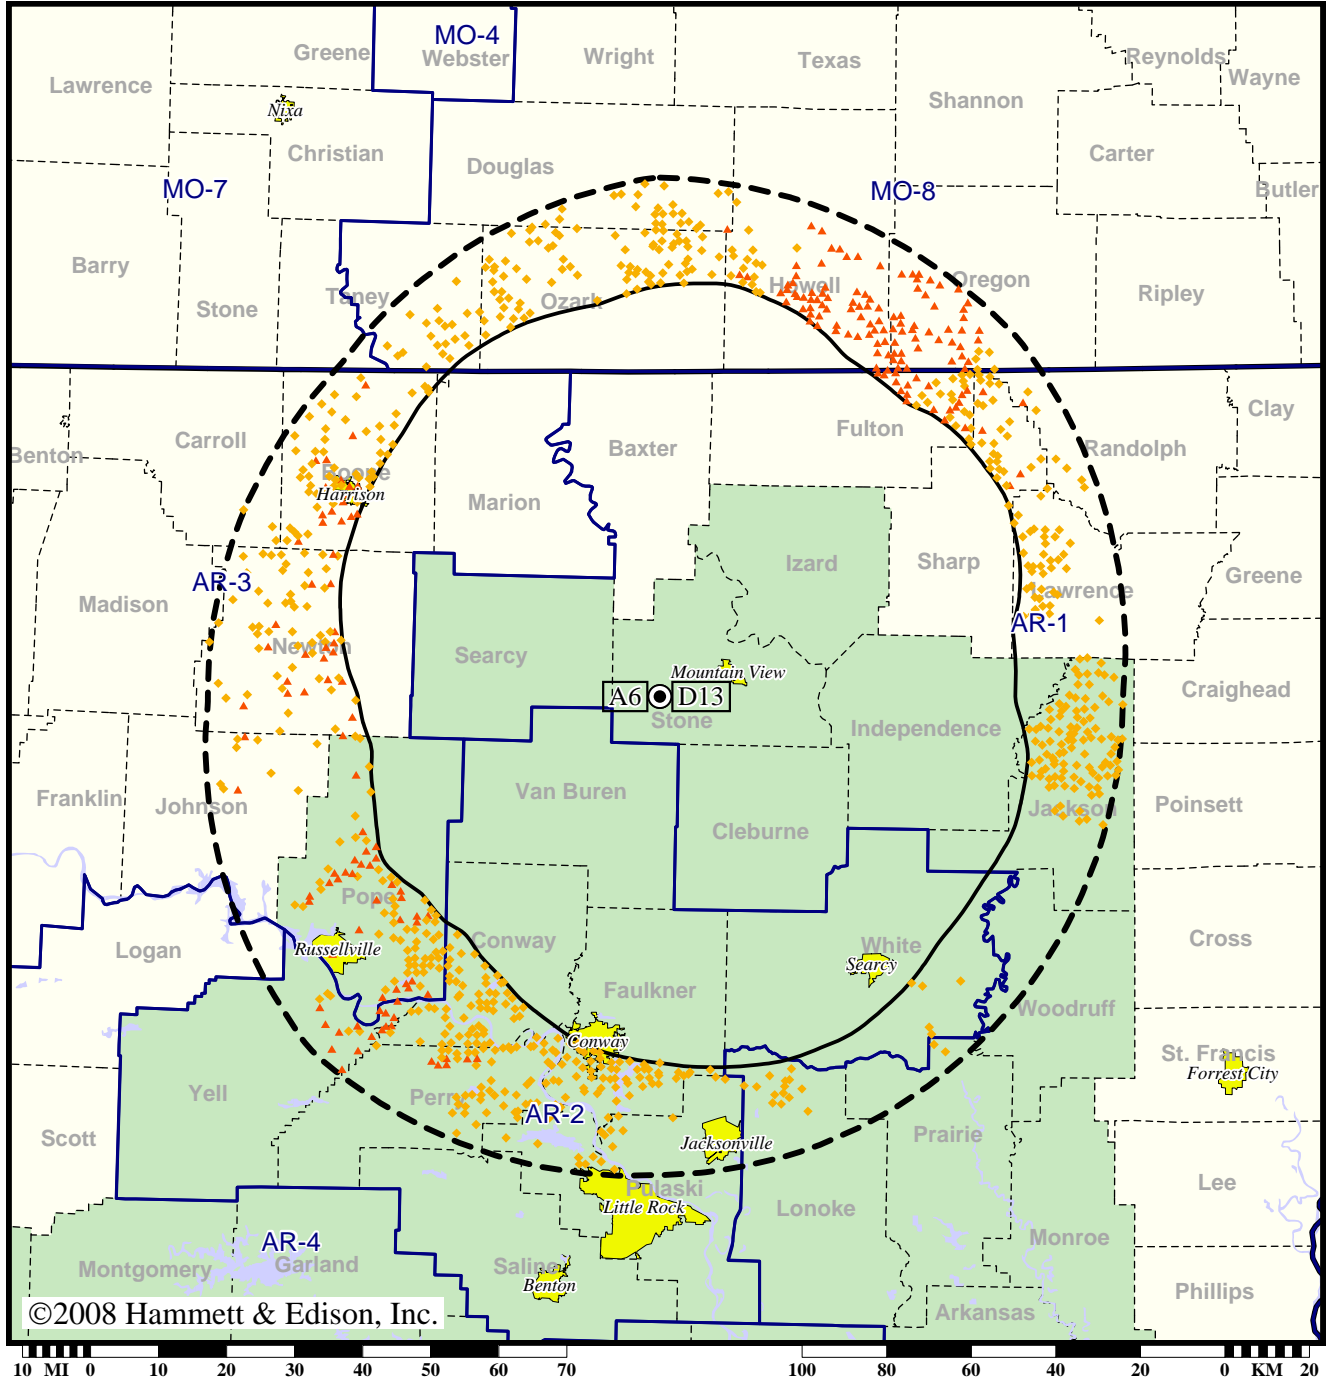 MO-4
Greene
Webster
Wright
Texas
Reynolds
Wayne
Lawrence
Shannon
Nixa
Christian
Douglas
Carter
MO-7
MO-8
Butler
Barry
Stone
Taney
Ozark
Howell
Oregon
Ripley
Clay
Carroll
Benton
Boone
Harrison
Baxter
Fulton
Randolph
Marion
Izard
Sharp
Greene
AR-3
Madison
Lawrence
AR-1
Newton
Searcy
Mountain View
A6
D13
Stone
Craighead
Independence
Franklin
Johnson
Van Buren
Cleburne
Jackson
Poinsett
Pope
Conway
White
Cross
Logan
Russellville
Searcy
Faulkner
Woodruff
Conway
St. Francis
Forrest City
Yell
Perry
AR-2
Scott
Jacksonville
Prairie
Lee
Pulaski
Little Rock
Lonoke
AR-4
Montgomery
Garland
Saline
Benton
Monroe
Phillips
Arkansas
©2008 Hammett & Edison, Inc.
10 MI 0 10 20 30 40 50 60 70 100 80 60 40 20 0 KM 20